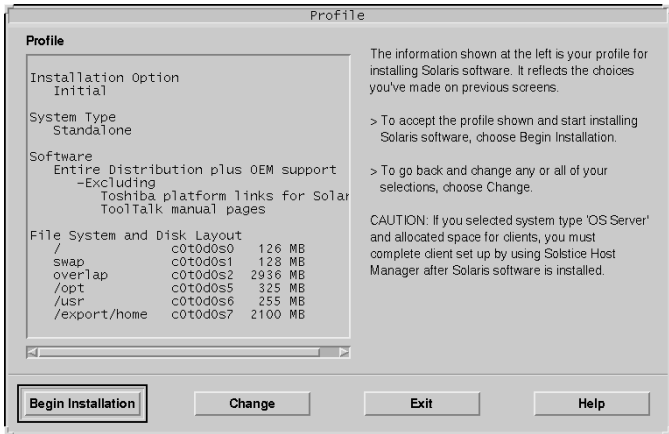 Profile
Profile
Installation Option
Initial
System Type
Standalone
Software
Entire Distribution plus OEM support
-Excluding
Toshiba platform links for Solar
ToolTalk manual pages
File System and Disk Layout
/ c0t0d0s0 126 MB
swap c0t0d0s1 128 MB
overlap c0t0d0s2 2936 MB
/opt c0t0d0s5 325 MB
/usr c0t0d0s6 255 MB
/export/home c0t0d0s7 2100 MB
The information shown at the left is your profile for
installing Solaris software. It reflects the choices
you've made on previous screens.
> To accept the profile shown and start installing
Solaris software, choose Begin Installation.
> To go back and change any or all of your
selections, choose Change.
CAUTION: If you selected system type 'OS Server'
and allocated space for clients, you must
complete client set up by using Solstice Host
Manager after Solaris software is installed.
Begin Installation
Change
Exit
Help